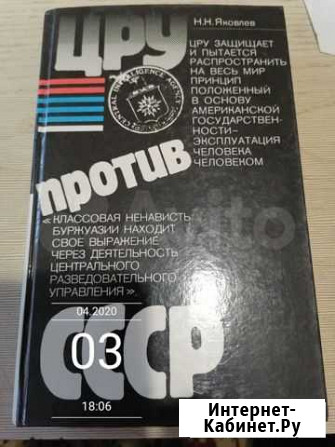 ЦРУ
Н.Н.Яковлев
ЦРУ ЗАЩИЩАЕТ
И ПЫТАЕТСЯ
РАСПРОСТРАНИТЬ
НА ВЕСЬ МИР
ПРИНЦИП
ПОЛОЖЕННЫЙ
В ОСНОВУ
АМЕРИКАНСКОЙ
ГОСУДАРСТВЕН-
НОСТИ-
ЭКСПЛУАТАЦИЯ
ЧЕЛОВЕКА
ЧЕЛОВЕКОМ
CENTRAL INTELLIGENCE AGENCY
против
«КЛАССОВАЯ НЕНАВИСТЬ
БУРЖУАЗИИ НАХОДИТ
СВОЕ ВЫРАЖЕНИЕ
ЧЕРЕЗ ДЕЯТЕЛЬНОСТЬ
ЦЕНТРАЛЬНОГО
РАЗВЕДОВАТЕЛЬНОГО
УПРАВЛЕНИЯ»
СССР
04.2020
03
18:06
Интернет-
Кабинет.Ру